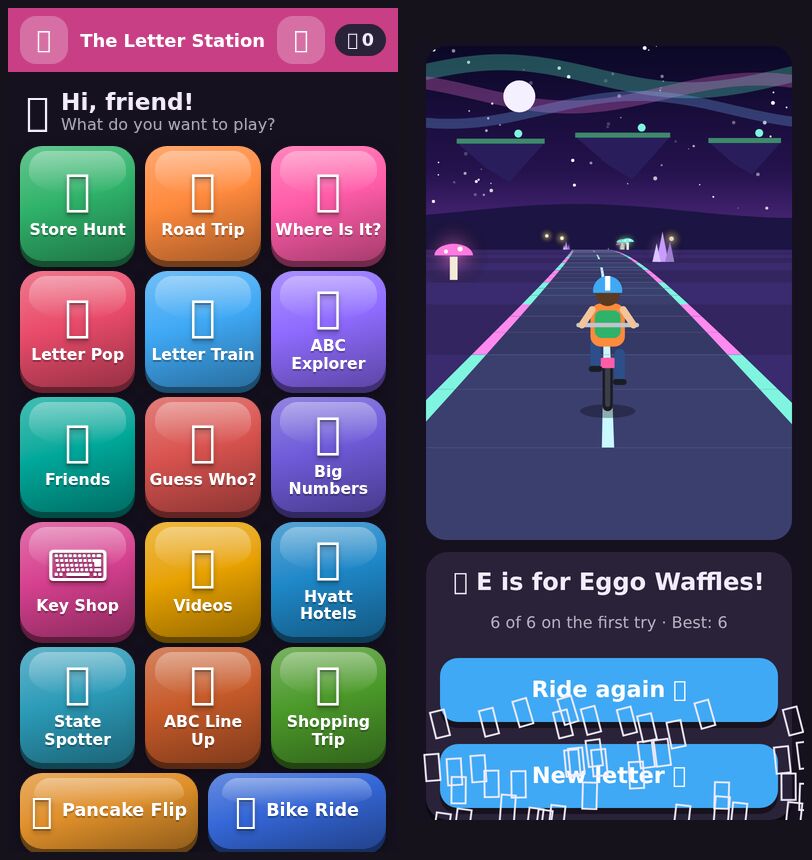 The Letter Station
0
Hi, friend!
What do you want to play?
Store Hunt
Road Trip
Where Is It?
Letter Pop
Letter Train
ABC
Explorer
Friends
Guess Who?
Big
Numbers
Key Shop
Videos
Hyatt
Hotels
State
Spotter
ABC Line
Up
Shopping
Trip
Pancake Flip
Bike Ride
E is for Eggo Waffles!
6 of 6 on the first try · Best: 6
Ride again
New letter